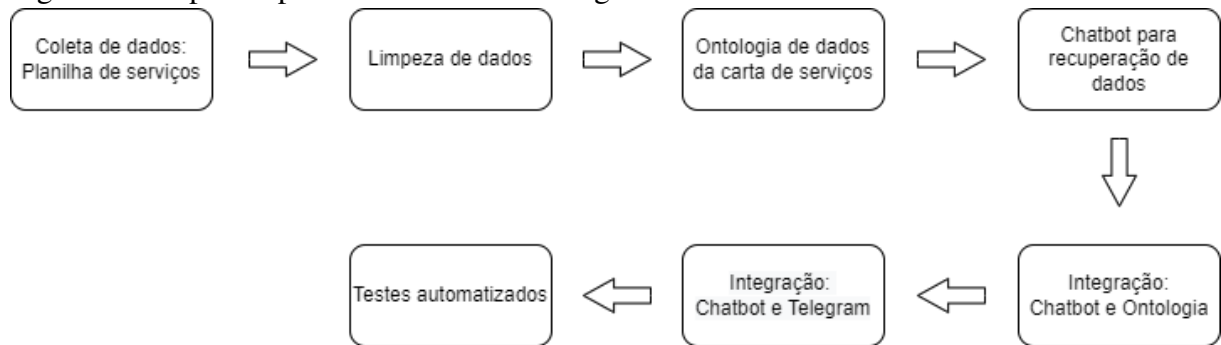 Coleta de dados:
Planilha de serviços
Limpeza de dados
Ontologia de dados
da carta de serviços
Chatbot para
recuperação de
dados
Integração:
Chatbot e Ontologia
Integração:
Chatbot e Telegram
Testes automatizados